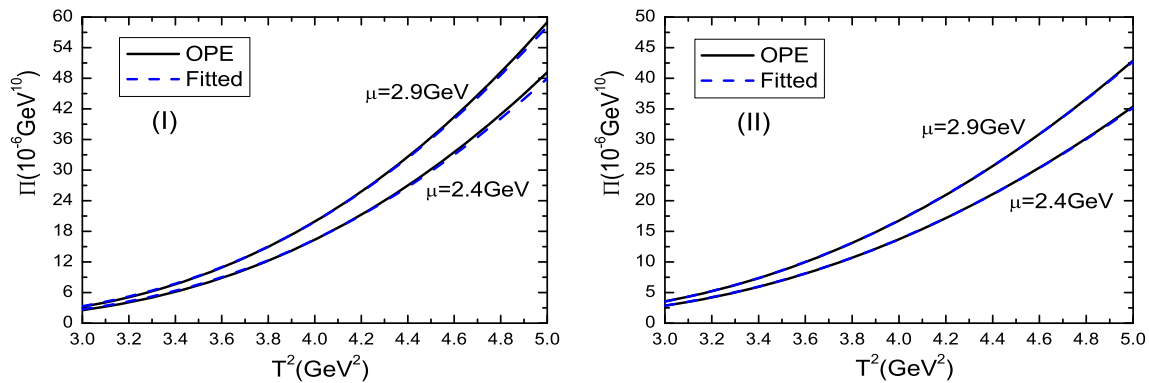 60
54
48
42
36
30
24
18
12
6
0
Π(10⁻⁶GeV¹⁰)
OPE
Fitted
(I)
μ=2.9GeV
μ=2.4GeV
3.0 3.2 3.4 3.6 3.8 4.0 4.2 4.4 4.6 4.8 5.0
T²(GeV²)
50
45
40
35
30
25
20
15
10
5
0
Π(10⁻⁶GeV¹⁰)
OPE
Fitted
(II)
μ=2.9GeV
μ=2.4GeV
3.0 3.2 3.4 3.6 3.8 4.0 4.2 4.4 4.6 4.8 5.0
T²(GeV²)